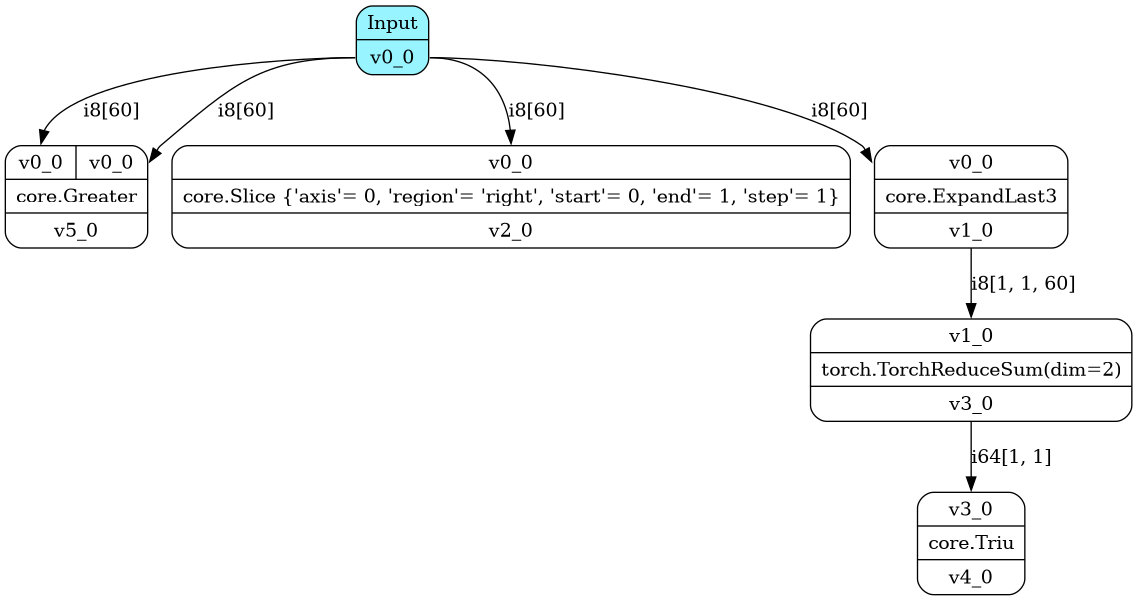 Input
v0_0
i8[60]
i8[60]
i8[60]
i8[60]
v0_0 v0_0
core.Greater
v5_0
v0_0
core.Slice {'axis'= 0, 'region'= 'right', 'start'= 0, 'end'= 1, 'step'= 1}
v2_0
v0_0
core.ExpandLast3
v1_0
i8[1, 1, 60]
v1_0
torch.TorchReduceSum(dim=2)
v3_0
i64[1, 1]
v3_0
core.Triu
v4_0